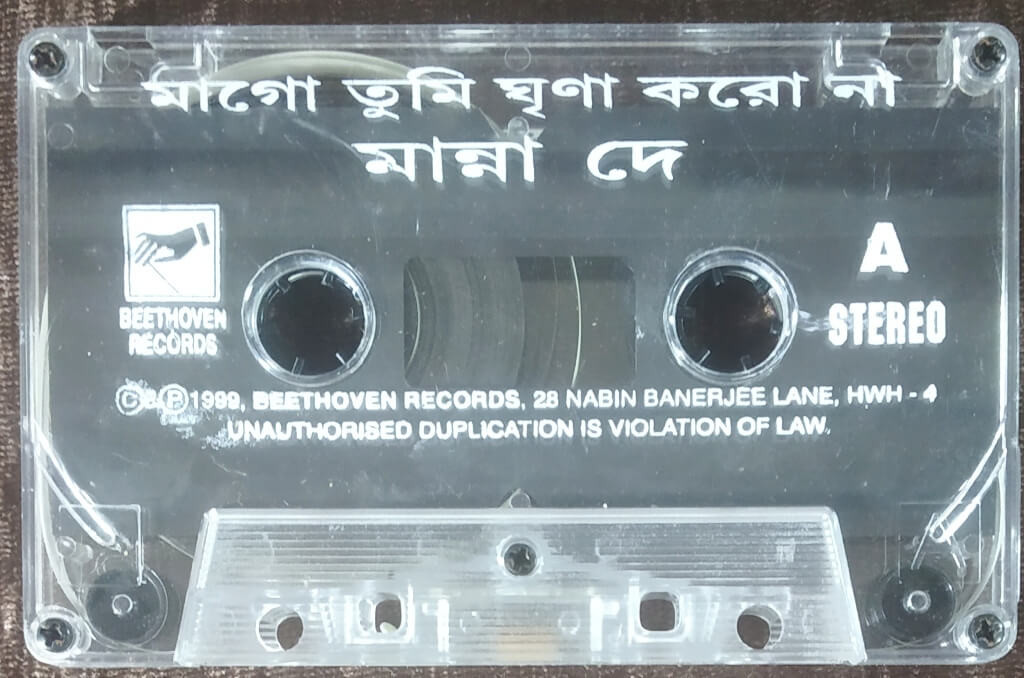 মাগো তুমি ঘৃণা করো না
মান্না দে
A
BEETHOVEN
RECORDS
STEREO
© & ℗ 1999, BEETHOVEN RECORDS, 28 NABIN BANERJEE LANE, HWH - 4
UNAUTHORISED DUPLICATION IS VIOLATION OF LAW.